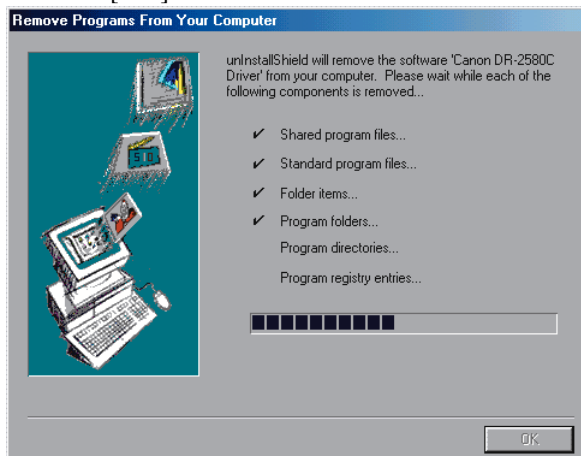 Remove Programs From Your Computer
unInstallShield will remove the software 'Canon DR-2580C
Driver' from your computer. Please wait while each of the
following components is removed...
✔ Shared program files...
✔ Standard program files...
✔ Folder items...
✔ Program folders...
Program directories...
Program registry entries...
OK